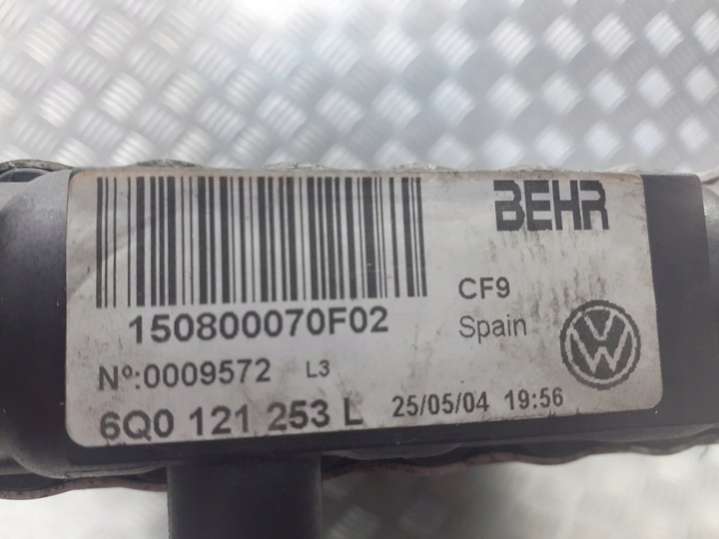 BEHR
150800070F02
CF9
Spain
Nº:0009572 L3
6Q0 121 253 L 25/05/04 19:56